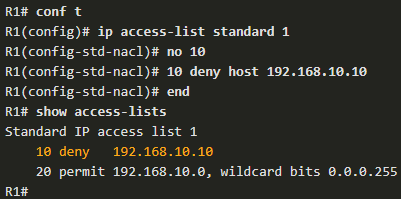 R1# conf t
R1(config)# ip access-list standard 1
R1(config-std-nacl)# no 10
R1(config-std-nacl)# 10 deny host 192.168.10.10
R1(config-std-nacl)# end
R1# show access-lists
Standard IP access list 1
    10 deny   192.168.10.10
    20 permit 192.168.10.0, wildcard bits 0.0.0.255
R1#